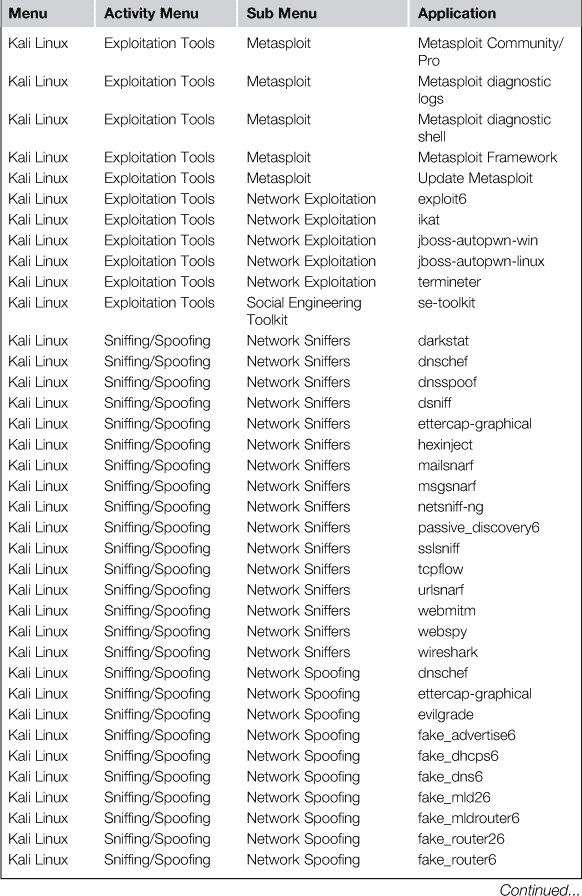 Menu Activity Menu Sub Menu Application
Kali Linux Exploitation Tools Metasploit Metasploit Community/
Pro
Kali Linux Exploitation Tools Metasploit Metasploit diagnostic
logs
Kali Linux Exploitation Tools Metasploit Metasploit diagnostic
shell
Kali Linux Exploitation Tools Metasploit Metasploit Framework
Kali Linux Exploitation Tools Metasploit Update Metasploit
Kali Linux Exploitation Tools Network Exploitation exploit6
Kali Linux Exploitation Tools Network Exploitation ikat
Kali Linux Exploitation Tools Network Exploitation jboss-autopwn-win
Kali Linux Exploitation Tools Network Exploitation jboss-autopwn-linux
Kali Linux Exploitation Tools Network Exploitation termineter
Kali Linux Exploitation Tools Social Engineering se-toolkit
Toolkit
Kali Linux Sniffing/Spoofing Network Sniffers darkstat
Kali Linux Sniffing/Spoofing Network Sniffers dnschef
Kali Linux Sniffing/Spoofing Network Sniffers dnsspoof
Kali Linux Sniffing/Spoofing Network Sniffers dsniff
Kali Linux Sniffing/Spoofing Network Sniffers ettercap-graphical
Kali Linux Sniffing/Spoofing Network Sniffers hexinject
Kali Linux Sniffing/Spoofing Network Sniffers mailsnarf
Kali Linux Sniffing/Spoofing Network Sniffers msgsnarf
Kali Linux Sniffing/Spoofing Network Sniffers netsniff-ng
Kali Linux Sniffing/Spoofing Network Sniffers passive_discovery6
Kali Linux Sniffing/Spoofing Network Sniffers sslsniff
Kali Linux Sniffing/Spoofing Network Sniffers tcpflow
Kali Linux Sniffing/Spoofing Network Sniffers urlsnarf
Kali Linux Sniffing/Spoofing Network Sniffers webmitm
Kali Linux Sniffing/Spoofing Network Sniffers webspy
Kali Linux Sniffing/Spoofing Network Sniffers wireshark
Kali Linux Sniffing/Spoofing Network Spoofing dnschef
Kali Linux Sniffing/Spoofing Network Spoofing ettercap-graphical
Kali Linux Sniffing/Spoofing Network Spoofing evilgrade
Kali Linux Sniffing/Spoofing Network Spoofing fake_advertise6
Kali Linux Sniffing/Spoofing Network Spoofing fake_dhcps6
Kali Linux Sniffing/Spoofing Network Spoofing fake_dns6
Kali Linux Sniffing/Spoofing Network Spoofing fake_mld26
Kali Linux Sniffing/Spoofing Network Spoofing fake_mldrouter6
Kali Linux Sniffing/Spoofing Network Spoofing fake_router26
Kali Linux Sniffing/Spoofing Network Spoofing fake_router6
Continued...